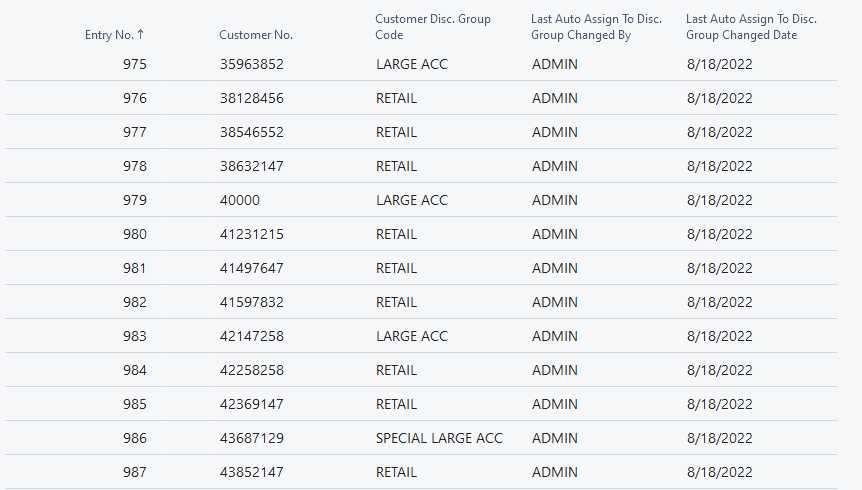 Entry No. ↑ Customer No. Customer Disc. Group Code Last Auto Assign To Disc. Group Changed By Last Auto Assign To Disc. Group Changed Date
975 35963852 LARGE ACC ADMIN 8/18/2022
976 38128456 RETAIL ADMIN 8/18/2022
977 38546552 RETAIL ADMIN 8/18/2022
978 38632147 RETAIL ADMIN 8/18/2022
979 40000 LARGE ACC ADMIN 8/18/2022
980 41231215 RETAIL ADMIN 8/18/2022
981 41497647 RETAIL ADMIN 8/18/2022
982 41597832 RETAIL ADMIN 8/18/2022
983 42147258 LARGE ACC ADMIN 8/18/2022
984 42258258 RETAIL ADMIN 8/18/2022
985 42369147 RETAIL ADMIN 8/18/2022
986 43687129 SPECIAL LARGE ACC ADMIN 8/18/2022
987 43852147 RETAIL ADMIN 8/18/2022